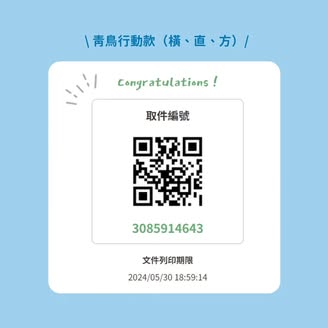 \ 青鳥行動款（橫、直、方）/
Congratulations！
取件編號
3085914643
文件列印期限
2024/05/30 18:59:14